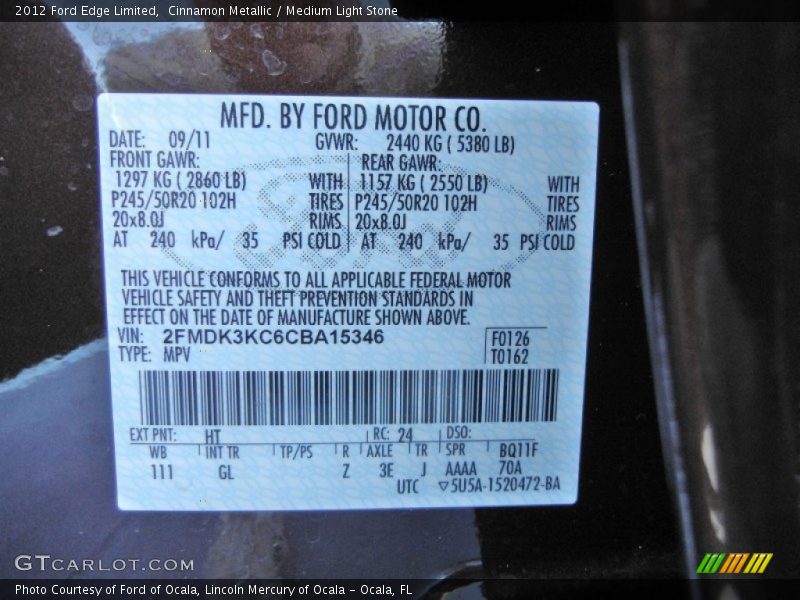 2012 Ford Edge Limited,  Cinnamon Metallic / Medium Light Stone
MFD. BY FORD MOTOR CO.
DATE: 09/11 GVWR: 2440 KG ( 5380 LB)
FRONT GAWR: REAR GAWR:
1297 KG ( 2860 LB) WITH 1157 KG ( 2550 LB) WITH
P245/50R20 102H TIRES P245/50R20 102H TIRES
20x8.0J RIMS 20x8.0J RIMS
AT 240 kPa/ 35 PSI COLD AT 240 kPa/ 35 PSI COLD
THIS VEHICLE CONFORMS TO ALL APPLICABLE FEDERAL MOTOR
VEHICLE SAFETY AND THEFT PREVENTION STANDARDS IN
EFFECT ON THE DATE OF MANUFACTURE SHOWN ABOVE.
VIN: 2FMDK3KC6CBA15346 F0126
TYPE: MPV T0162
EXT PNT: HT RC: 24 DSO:
WB INT TR TP/PS R AXLE TR SPR BQ11F
111 GL Z 3E J AAAA 70A
UTC ▽5U5A-1520472-BA
GTCARLOT.COM
Photo Courtesy of Ford of Ocala, Lincoln Mercury of Ocala - Ocala, FL